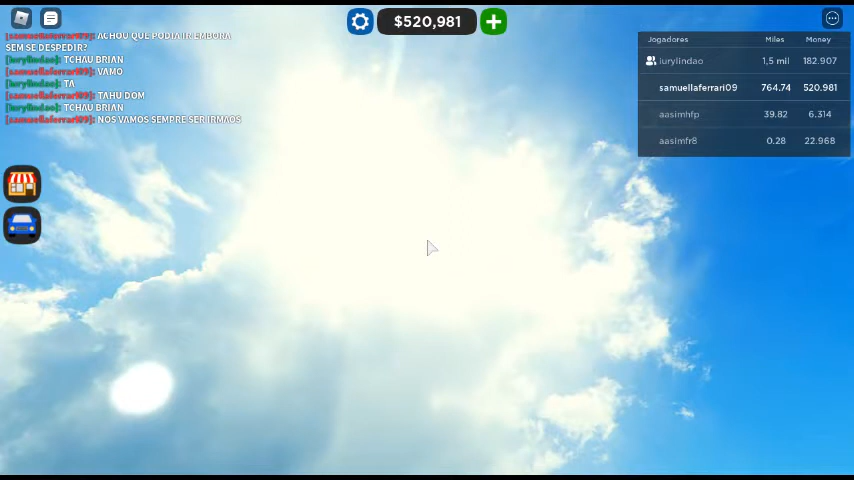 $520,981
[samuellaferrari09]: ACHOU QUE PODIA IR EMBORA
SEM SE DESPEDIR?
[iurylindao]: TCHAU BRIAN
[samuellaferrari09]: VAMO
[iurylindao]: TA
[samuellaferrari09]: TAHU DOM
[iurylindao]: TCHAU BRIAN
[samuellaferrari09]: NOS VAMOS SEMPRE SER IRMAOS
Jogadores Miles Money
iurylindao 1,5 mil 182.907
samuellaferrari09 764.74 520.981
aasimhfp 39.82 6.314
aasimfr8 0.28 22.968